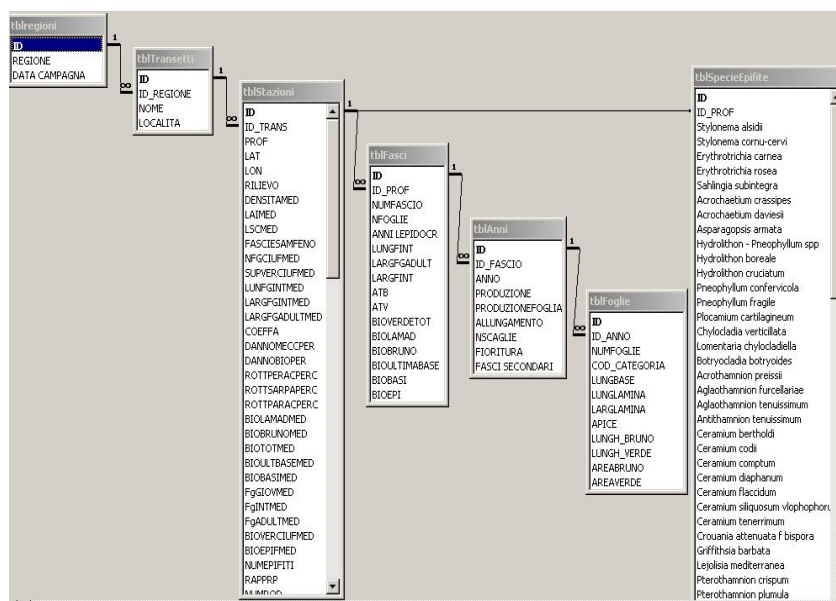 tblregioni
ID
REGIONE
DATA CAMPAGNA
1
∞
tblTransetti
ID
ID_REGIONE
NOME
LOCALITA
1
∞
tblStazioni
ID
ID_TRANS
PROF
LAT
LON
RILIEVO
DENSITAMED
LAIMED
LSCMED
FASCIESAMFENO
NFGCIUFMED
SUPVERCIUFMED
LUNFGINTMED
LARGFGINTMED
LARGFGADULTMED
COEFFA
DANNOMECCPER
DANNOBIOPER
ROTTPERACPERC
ROTTSARPAPERC
ROTTPARACPERC
BIOLAMADMED
BIOBRUNOMED
BIOTOTMED
BIOULTBASEMED
BIOBASIMED
FgGIOVMED
FgINTMED
FgADULTMED
BIOVERCIUFMED
BIOEPIFMED
NUMEPIFITI
RAPPRP
1
∞
tblFasci
ID
ID_PROF
NUMFASCIO
NFOGLIE
ANNI LEPIDOCR
LUNGFINT
LARGFGADULT
LARGFINT
ATB
ATV
BIOVERDETOT
BIOLAMAD
BIOBRUNO
BIOULTIMABASE
BIOBASI
BIOEPI
1
∞
tblAnni
ID
ID_FASCIO
ANNO
PRODUZIONE
PRODUZIONEFOGLIA
ALLUNGAMENTO
NSCAGLIE
FIORITURA
FASCI SECONDARI
1
∞
tblFoglie
ID
ID_ANNO
NUMFOGLIE
COD_CATEGORIA
LUNGBASE
LUNGLAMINA
LARGLAMINA
APICE
LUNGH_BRUNO
LUNGH_VERDE
AREABRUNO
AREAVERDE
tblSpecieEpifite
ID
ID_PROF
Stylonema alsidii
Stylonema cornu-cervi
Erythrotrichia carnea
Erythrotrichia rosea
Sahlingia subintegra
Acrochaetium crassipes
Acrochaetium daviesii
Asparagopsis armata
Hydrolithon - Pneophyllum spp
Hydrolithon boreale
Hydrolithon cruciatum
Pneophyllum confervicola
Pneophyllum fragile
Plocamium cartilagineum
Chylocladia verticillata
Lomentaria chylocladiella
Botryocladia botryoides
Acrothamnion preissii
Aglaothamnion furcellariae
Aglaothamnion tenuissimum
Antithamnion tenuissimum
Ceramium bertholdi
Ceramium codii
Ceramium comptum
Ceramium diaphanum
Ceramium flaccidum
Ceramium siliquosum vlophophoru
Ceramium tenerrimum
Crouania attenuata f bispora
Griffithsia barbata
Lejolisia mediterranea
Pterothamnion crispum
Pterothamnion plumula